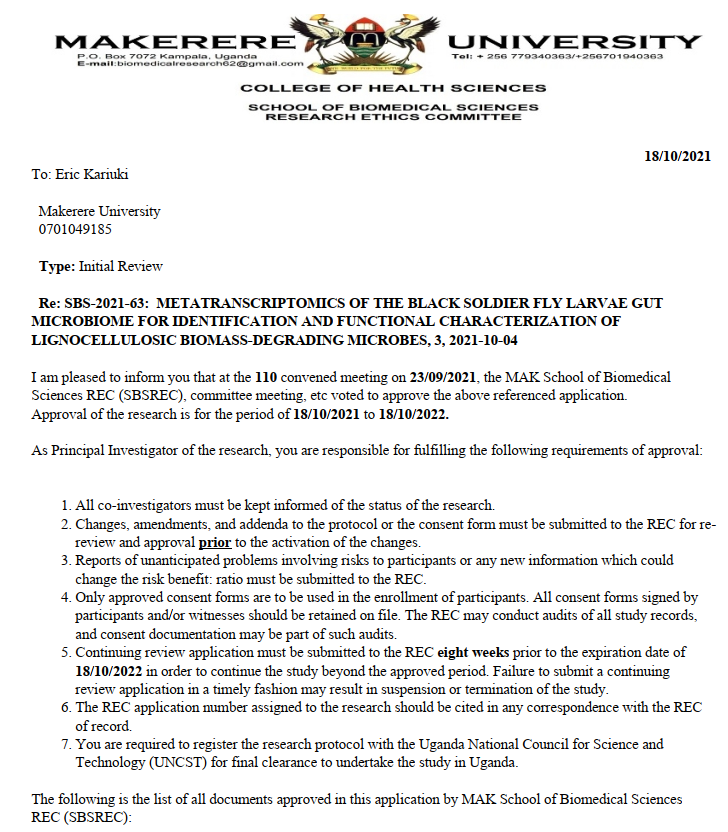 MAKERERE UNIVERSITY
P.O. Box 7072 Kampala, Uganda
E-mail:biomedicalresearch62@gmail.com
Tel: + 256 779340363/+256701940363
COLLEGE OF HEALTH SCIENCES
SCHOOL OF BIOMEDICAL SCIENCES
RESEARCH ETHICS COMMITTEE
18/10/2021
To: Eric Kariuki
Makerere University
0701049185
Type: Initial Review
Re: SBS-2021-63: METATRANSCRIPTOMICS OF THE BLACK SOLDIER FLY LARVAE GUT
MICROBIOME FOR IDENTIFICATION AND FUNCTIONAL CHARACTERIZATION OF
LIGNOCELLULOSIC BIOMASS-DEGRADING MICROBES, 3, 2021-10-04
I am pleased to inform you that at the 110 convened meeting on 23/09/2021, the MAK School of Biomedical
Sciences REC (SBSREC), committee meeting, etc voted to approve the above referenced application.
Approval of the research is for the period of 18/10/2021 to 18/10/2022.
As Principal Investigator of the research, you are responsible for fulfilling the following requirements of approval:
1. All co-investigators must be kept informed of the status of the research.
2. Changes, amendments, and addenda to the protocol or the consent form must be submitted to the REC for re-
review and approval prior to the activation of the changes.
3. Reports of unanticipated problems involving risks to participants or any new information which could
change the risk benefit: ratio must be submitted to the REC.
4. Only approved consent forms are to be used in the enrollment of participants. All consent forms signed by
participants and/or witnesses should be retained on file. The REC may conduct audits of all study records,
and consent documentation may be part of such audits.
5. Continuing review application must be submitted to the REC eight weeks prior to the expiration date of
18/10/2022 in order to continue the study beyond the approved period. Failure to submit a continuing
review application in a timely fashion may result in suspension or termination of the study.
6. The REC application number assigned to the research should be cited in any correspondence with the REC
of record.
7. You are required to register the research protocol with the Uganda National Council for Science and
Technology (UNCST) for final clearance to undertake the study in Uganda.
The following is the list of all documents approved in this application by MAK School of Biomedical Sciences
REC (SBSREC):